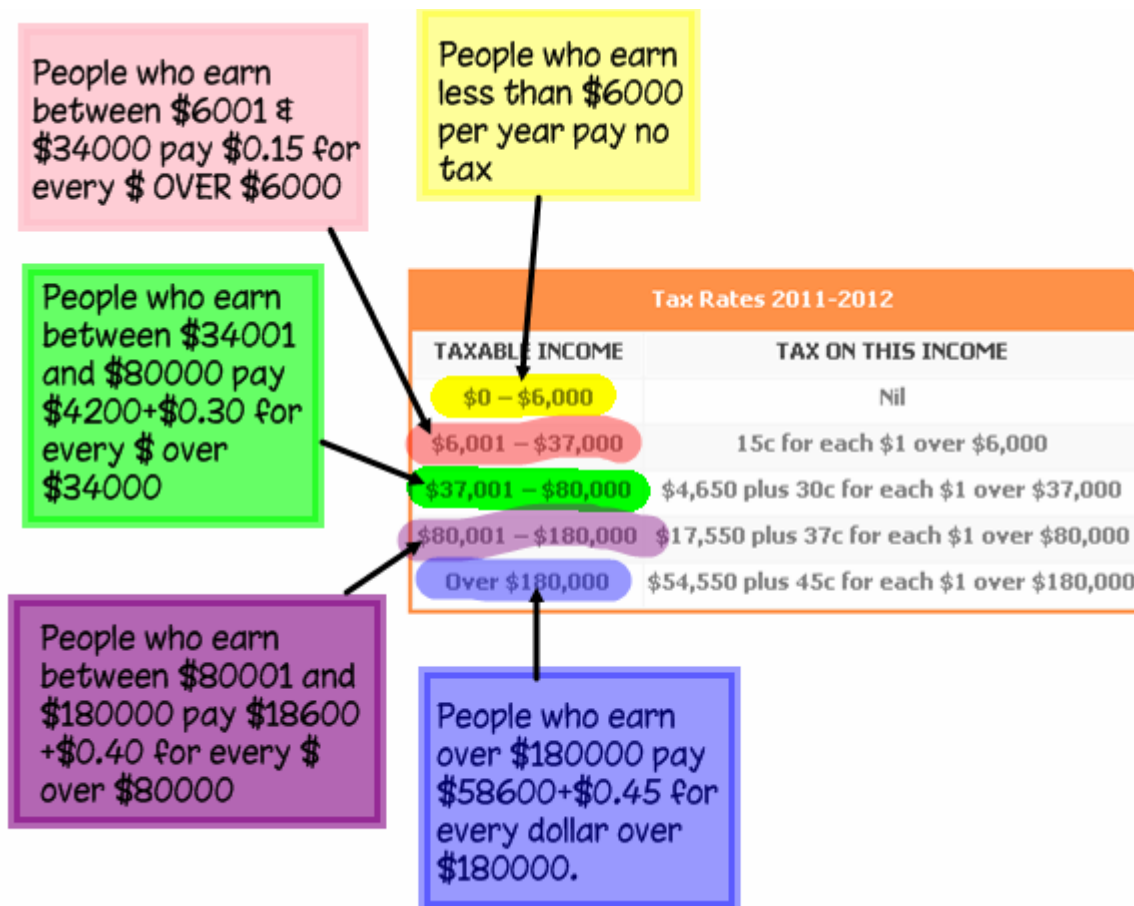 People who earn
between $6001 &
$34000 pay $0.15 for
every $ OVER $6000
People who earn
less than $6000
per year pay no
tax
People who earn
between $34001
and $80000 pay
$4200+$0.30 for
every $ over
$34000
Tax Rates 2011-2012
TAXABLE INCOME TAX ON THIS INCOME
$0 – $6,000 Nil
$6,001 – $37,000 15c for each $1 over $6,000
$37,001 – $80,000 $4,650 plus 30c for each $1 over $37,000
$80,001 – $180,000 $17,550 plus 37c for each $1 over $80,000
Over $180,000 $54,550 plus 45c for each $1 over $180,000
People who earn
between $80001 and
$180000 pay $18600
+$0.40 for every $
over $80000
People who earn
over $180000 pay
$58600+$0.45 for
every dollar over
$180000.